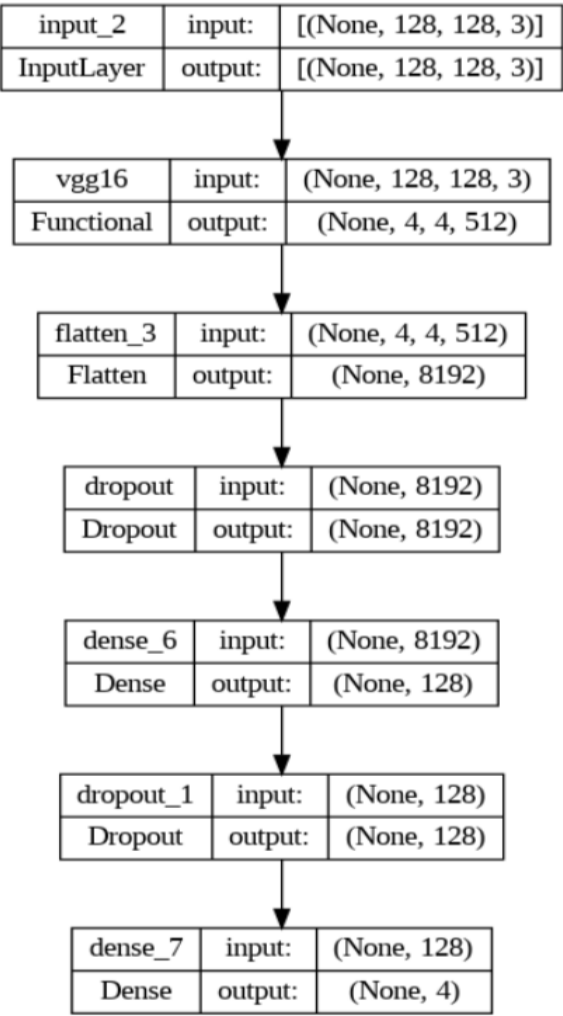 input_2 input: [(None, 128, 128, 3)]
InputLayer output: [(None, 128, 128, 3)]
vgg16 input: (None, 128, 128, 3)
Functional output: (None, 4, 4, 512)
flatten_3 input: (None, 4, 4, 512)
Flatten output: (None, 8192)
dropout input: (None, 8192)
Dropout output: (None, 8192)
dense_6 input: (None, 8192)
Dense output: (None, 128)
dropout_1 input: (None, 128)
Dropout output: (None, 128)
dense_7 input: (None, 128)
Dense output: (None, 4)